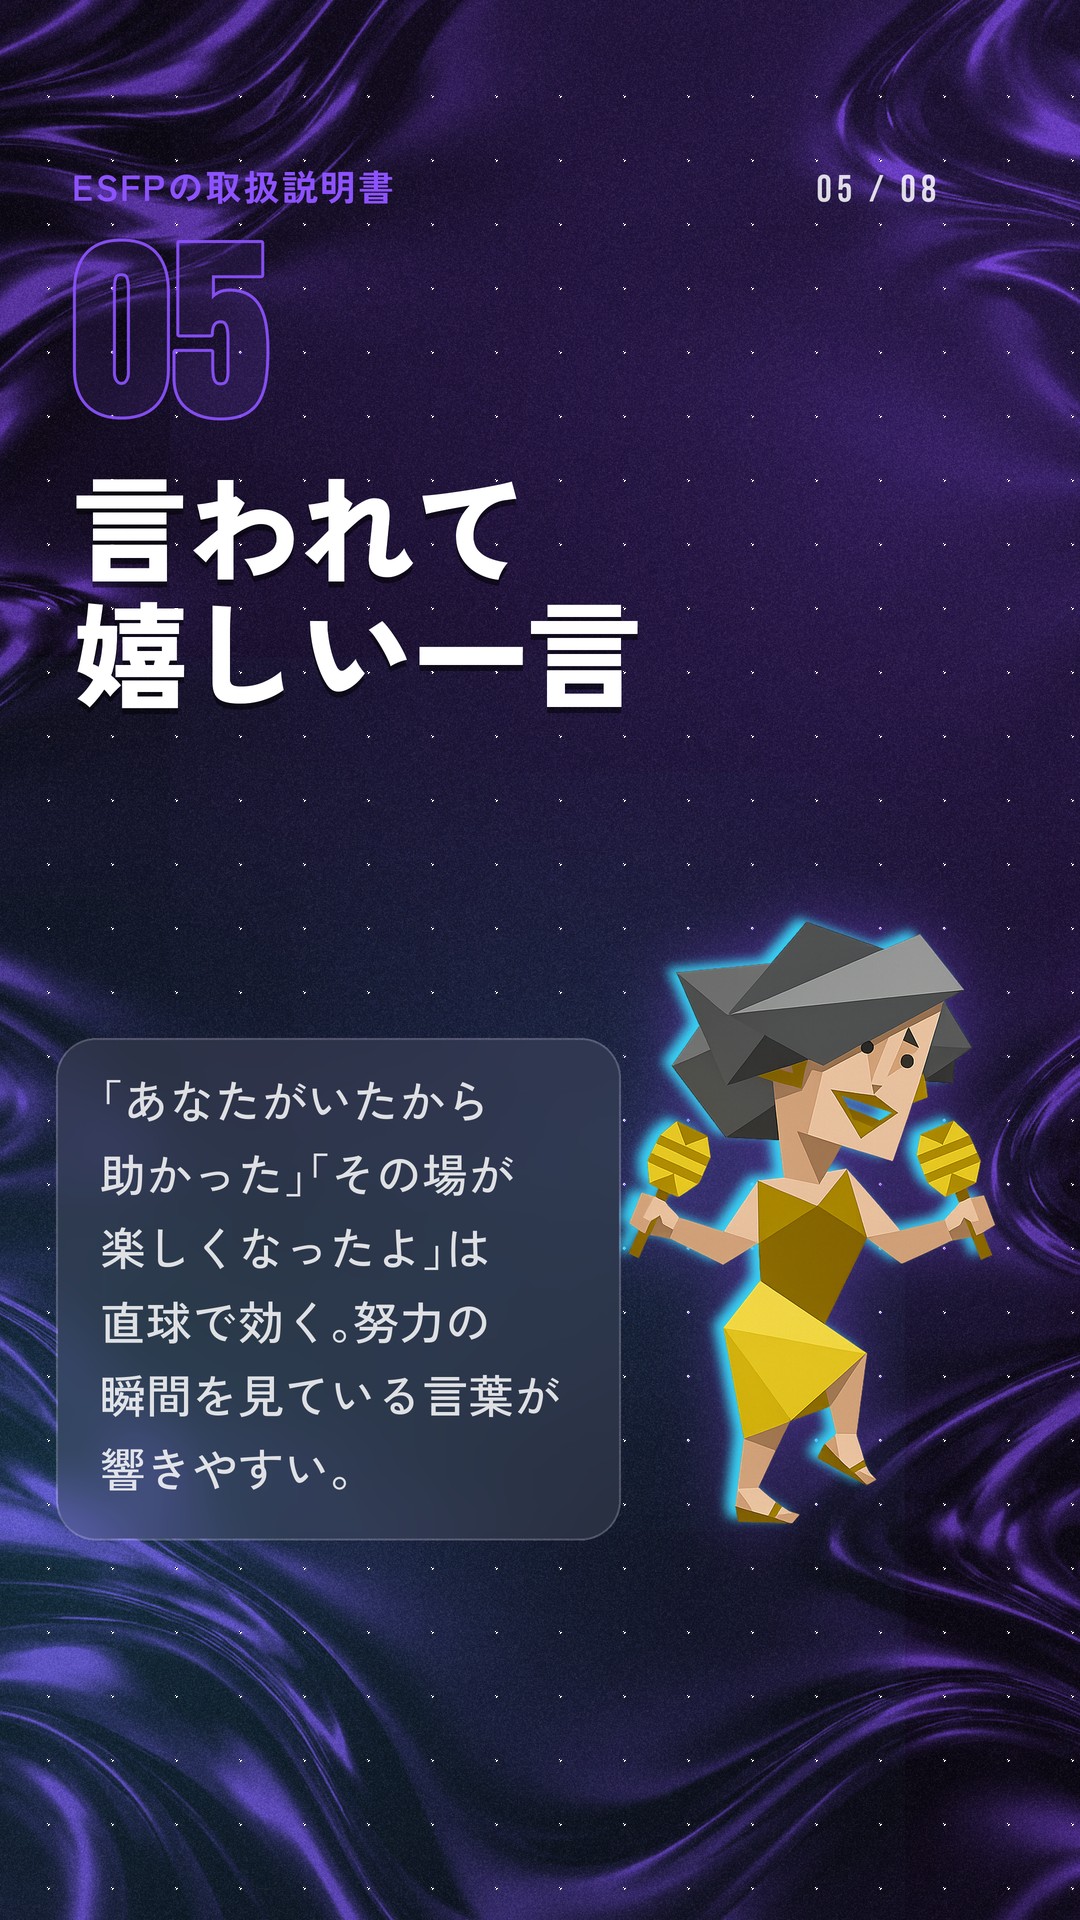 ESFPの取扱説明書
05 / 08
05
言われて
嬉しい一言
「あなたがいたから
助かった」「その場が
楽しくなったよ」は
直球で効く。努力の
瞬間を見ている言葉が
響きやすい。